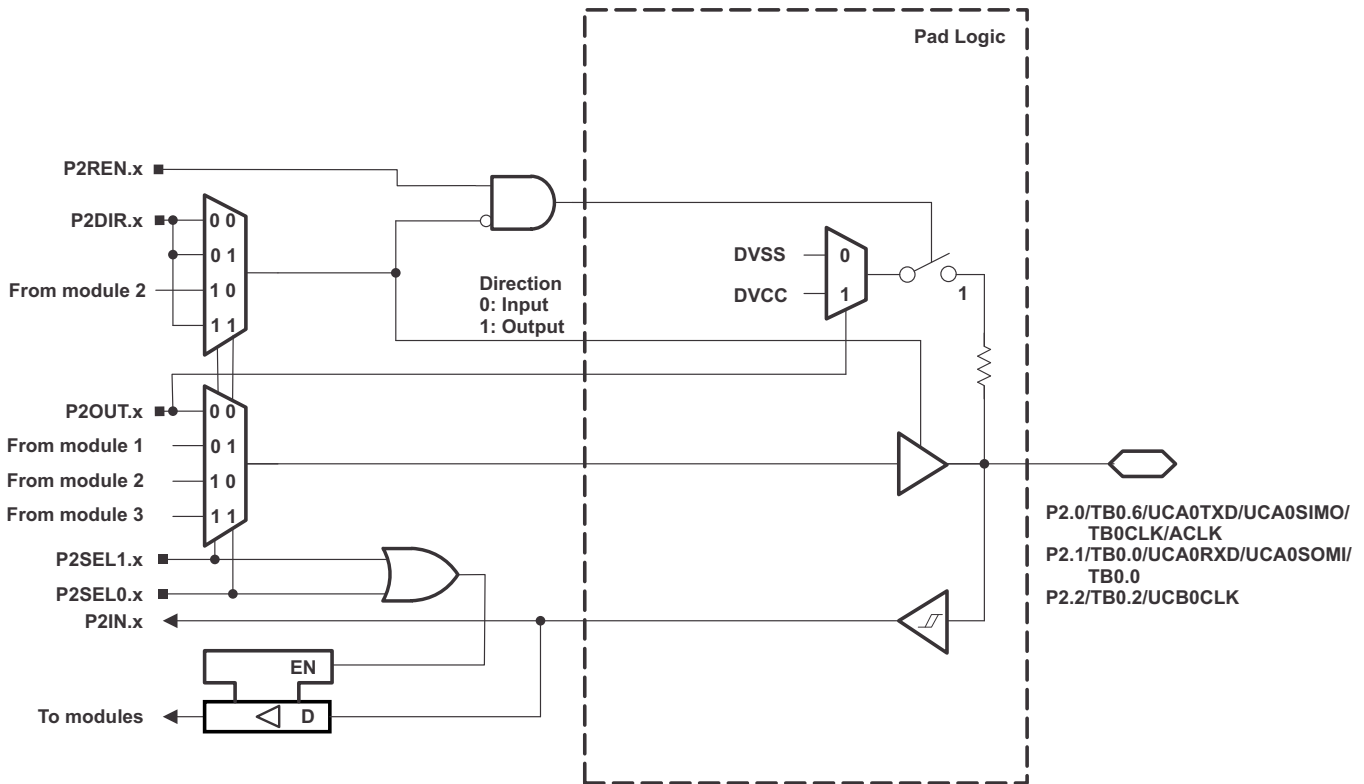 Pad Logic
P2REN.x
P2DIR.x
0 0
0 1
From module 2
1 0
1 1
Direction
0: Input
1: Output
DVSS
0
DVCC
1
1
P2OUT.x
0 0
From module 1
0 1
From module 2
1 0
From module 3
1 1
P2SEL1.x
P2SEL0.x
P2IN.x
EN
To modules
D
P2.0/TB0.6/UCA0TXD/UCA0SIMO/
TB0CLK/ACLK
P2.1/TB0.0/UCA0RXD/UCA0SOMI/
TB0.0
P2.2/TB0.2/UCB0CLK